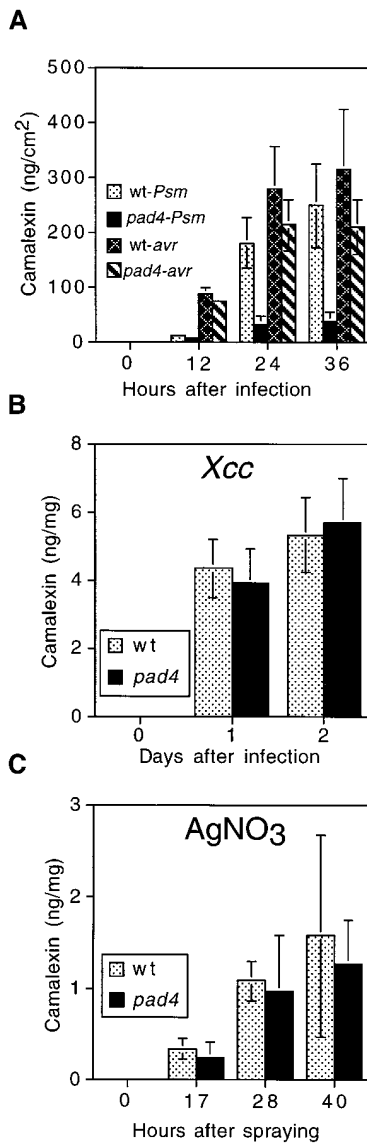 A
500
400
300
200
100
0
Camalexin (ng/cm²)
wt-Psm
pad4-Psm
wt-avr
pad4-avr
0 12 24 36
Hours after infection
B
Xcc
8
6
4
2
0
Camalexin (ng/mg)
wt
pad4
0 1 2
Days after infection
C
AgNO₃
3
2
1
0
Camalexin (ng/mg)
wt
pad4
0 17 28 40
Hours after spraying